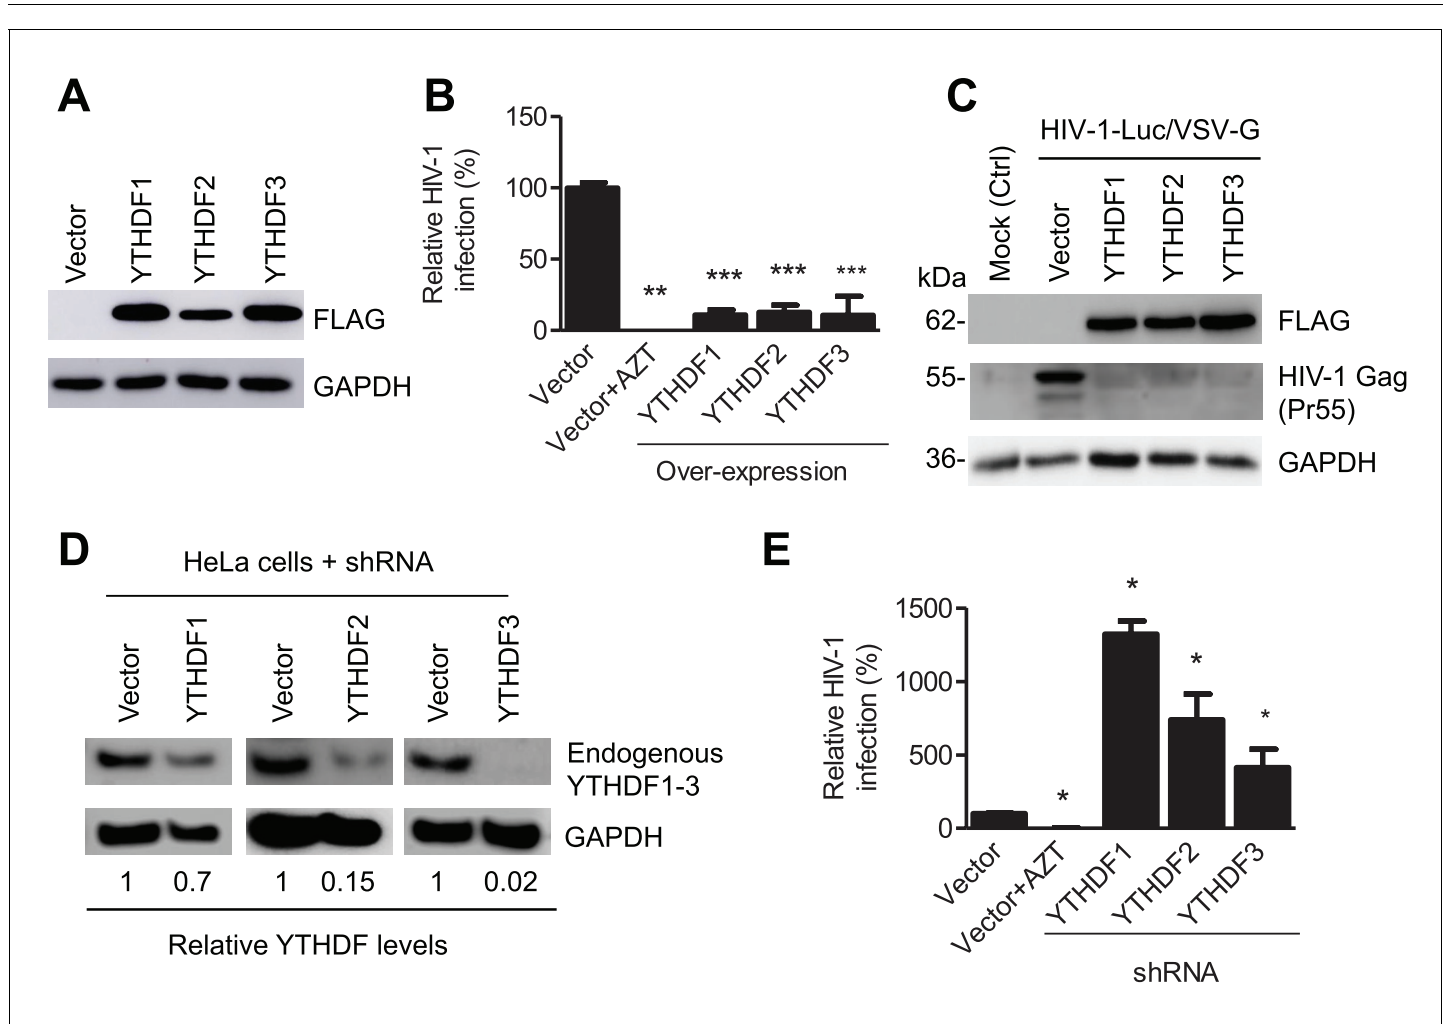 A
Vector
YTHDF1
YTHDF2
YTHDF3
FLAG
GAPDH
B
Relative HIV-1
infection (%)
150
100
50
0
**
***
***
***
Vector
Vector+AZT
YTHDF1
YTHDF2
YTHDF3
Over-expression
C
HIV-1-Luc/VSV-G
Mock (Ctrl)
Vector
YTHDF1
YTHDF2
YTHDF3
kDa
62-
FLAG
55-
HIV-1 Gag
(Pr55)
36-
GAPDH
D
HeLa cells + shRNA
Vector
YTHDF1
Vector
YTHDF2
Vector
YTHDF3
Endogenous
YTHDF1-3
GAPDH
1 0.7 1 0.15 1 0.02
Relative YTHDF levels
E
Relative HIV-1
infection (%)
1500
1000
500
0
*
*
*
*
Vector
Vector+AZT
YTHDF1
YTHDF2
YTHDF3
shRNA